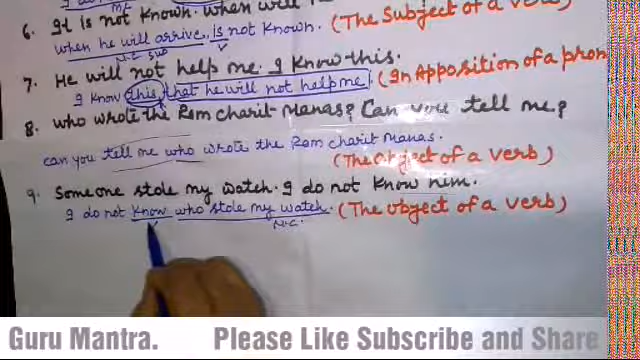 6. It is not known. when will
(The Subject of a verb
when he will arrive, is not known.
N.C. sub v
7. He will not help me. I know this.
I know this that he will not help me. (In Apposition of a pron
8. Who wrote the Ram charit Manas? Can you tell me?
can you tell me who wrote the Ram charit Manas.
(The object of a verb)
9. Someone stole my watch. I do not know him.
I do not know who stole my watch. (The object of a verb)
v N.C.
Guru Mantra. Please Like Subscribe and Share